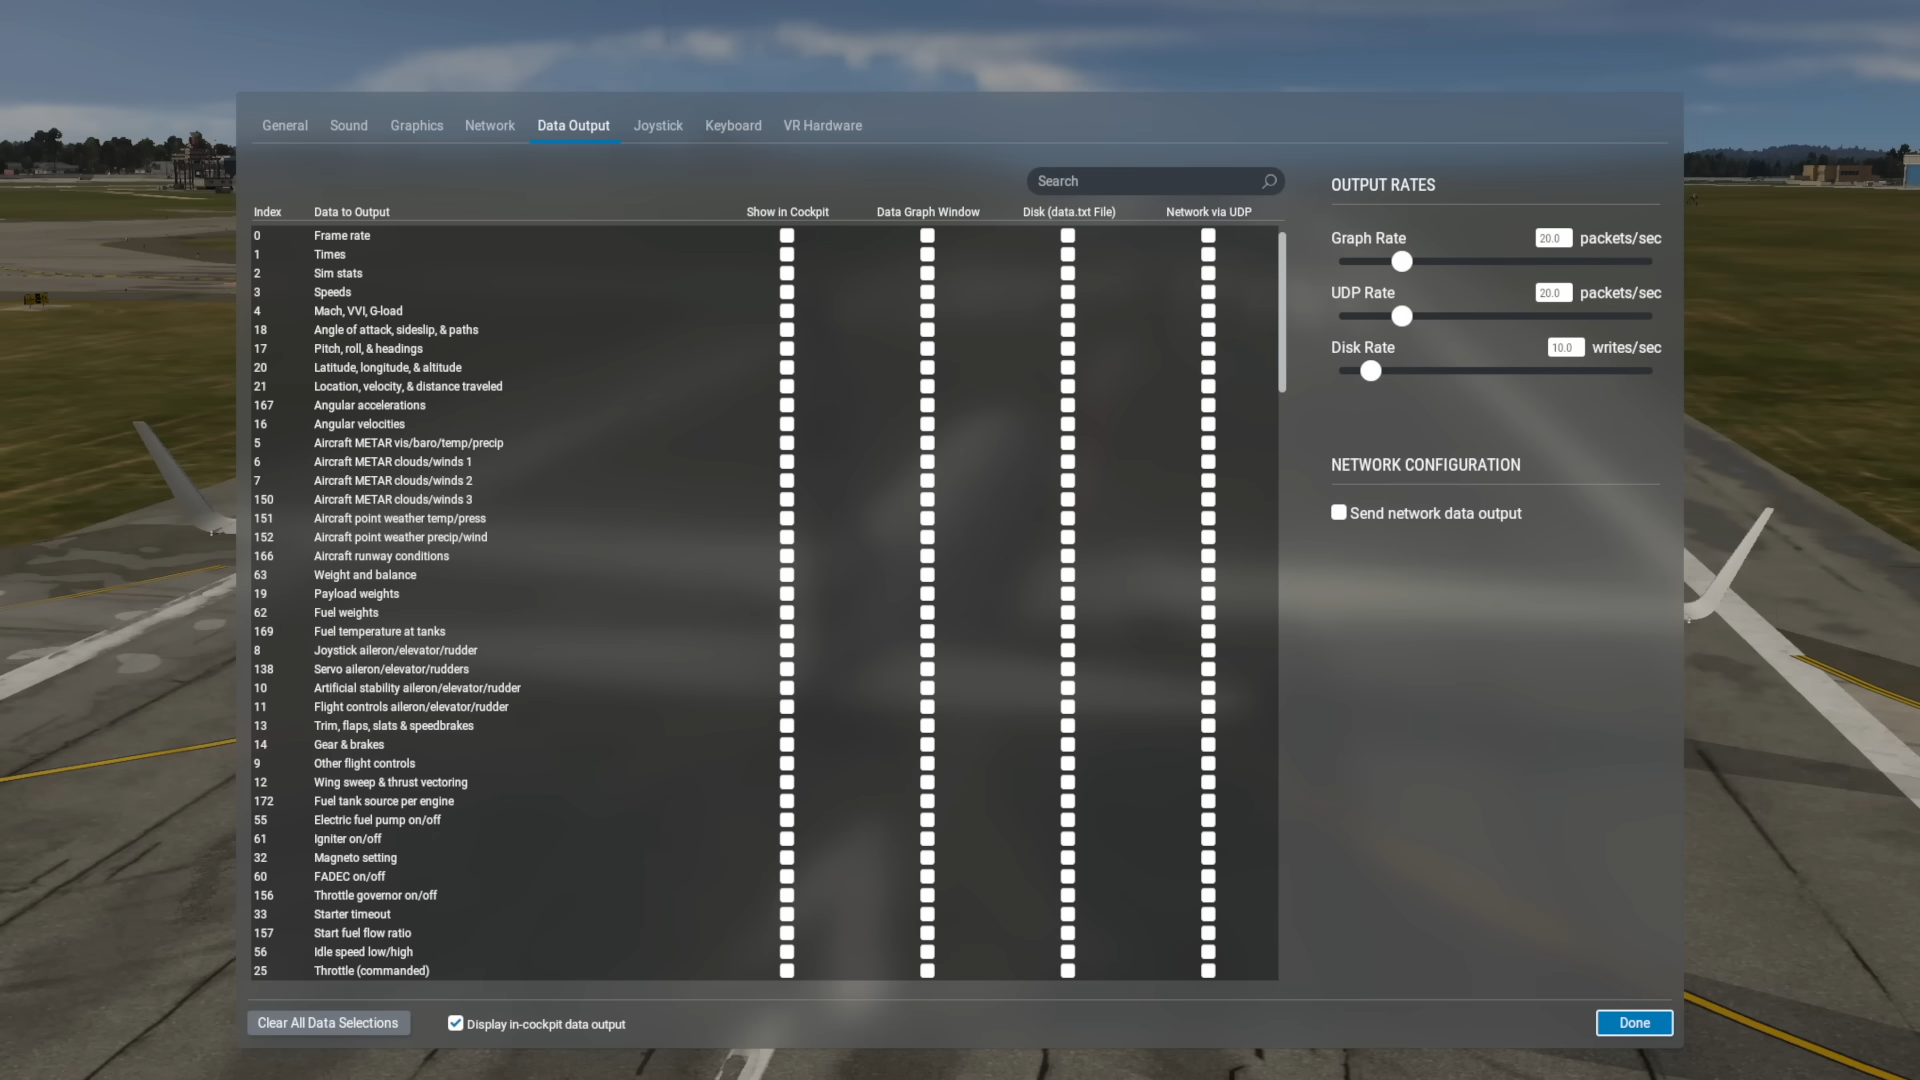 General Sound Graphics Network Data Output Joystick Keyboard VR Hardware
Search
Index Data to Output Show in Cockpit Data Graph Window Disk (data.txt File) Network via UDP
0 Frame rate
1 Times
2 Sim stats
3 Speeds
4 Mach, VVI, G-load
18 Angle of attack, sideslip, & paths
17 Pitch, roll, & headings
20 Latitude, longitude, & altitude
21 Location, velocity, & distance traveled
167 Angular accelerations
16 Angular velocities
5 Aircraft METAR vis/baro/temp/precip
6 Aircraft METAR clouds/winds 1
7 Aircraft METAR clouds/winds 2
150 Aircraft METAR clouds/winds 3
151 Aircraft point weather temp/press
152 Aircraft point weather precip/wind
166 Aircraft runway conditions
63 Weight and balance
19 Payload weights
62 Fuel weights
169 Fuel temperature at tanks
8 Joystick aileron/elevator/rudder
138 Servo aileron/elevator/rudders
10 Artificial stability aileron/elevator/rudder
11 Flight controls aileron/elevator/rudder
13 Trim, flaps, slats & speedbrakes
14 Gear & brakes
9 Other flight controls
12 Wing sweep & thrust vectoring
172 Fuel tank source per engine
55 Electric fuel pump on/off
61 Igniter on/off
32 Magneto setting
60 FADEC on/off
156 Throttle governor on/off
33 Starter timeout
157 Start fuel flow ratio
56 Idle speed low/high
25 Throttle (commanded)
OUTPUT RATES
Graph Rate 20.0 packets/sec
UDP Rate 20.0 packets/sec
Disk Rate 10.0 writes/sec
NETWORK CONFIGURATION
Send network data output
Clear All Data Selections Display in-cockpit data output Done